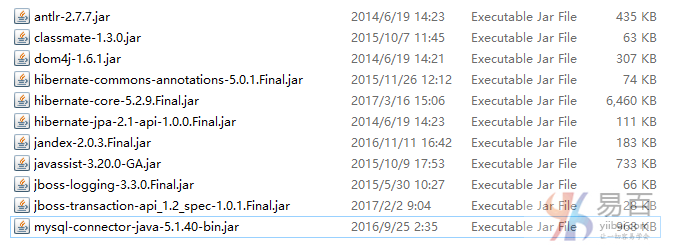 antlr-2.7.7.jar 2014/6/19 14:23 Executable Jar File 435 KB
classmate-1.3.0.jar 2015/10/7 11:45 Executable Jar File 63 KB
dom4j-1.6.1.jar 2014/6/19 14:21 Executable Jar File 307 KB
hibernate-commons-annotations-5.0.1.Final.jar 2015/11/26 12:12 Executable Jar File 74 KB
hibernate-core-5.2.9.Final.jar 2017/3/16 15:06 Executable Jar File 6,460 KB
hibernate-jpa-2.1-api-1.0.0.Final.jar 2014/6/19 14:23 Executable Jar File 111 KB
jandex-2.0.3.Final.jar 2016/11/11 16:42 Executable Jar File 183 KB
javassist-3.20.0-GA.jar 2015/10/9 17:53 Executable Jar File 733 KB
jboss-logging-3.3.0.Final.jar 2015/5/30 10:27 Executable Jar File 66 KB
jboss-transaction-api_1.2_spec-1.0.1.Final.jar 2017/2/2 9:04 Executable Jar File 28 KB
mysql-connector-java-5.1.40-bin.jar 2016/9/25 2:35 Executable Jar File 968 KB
易百